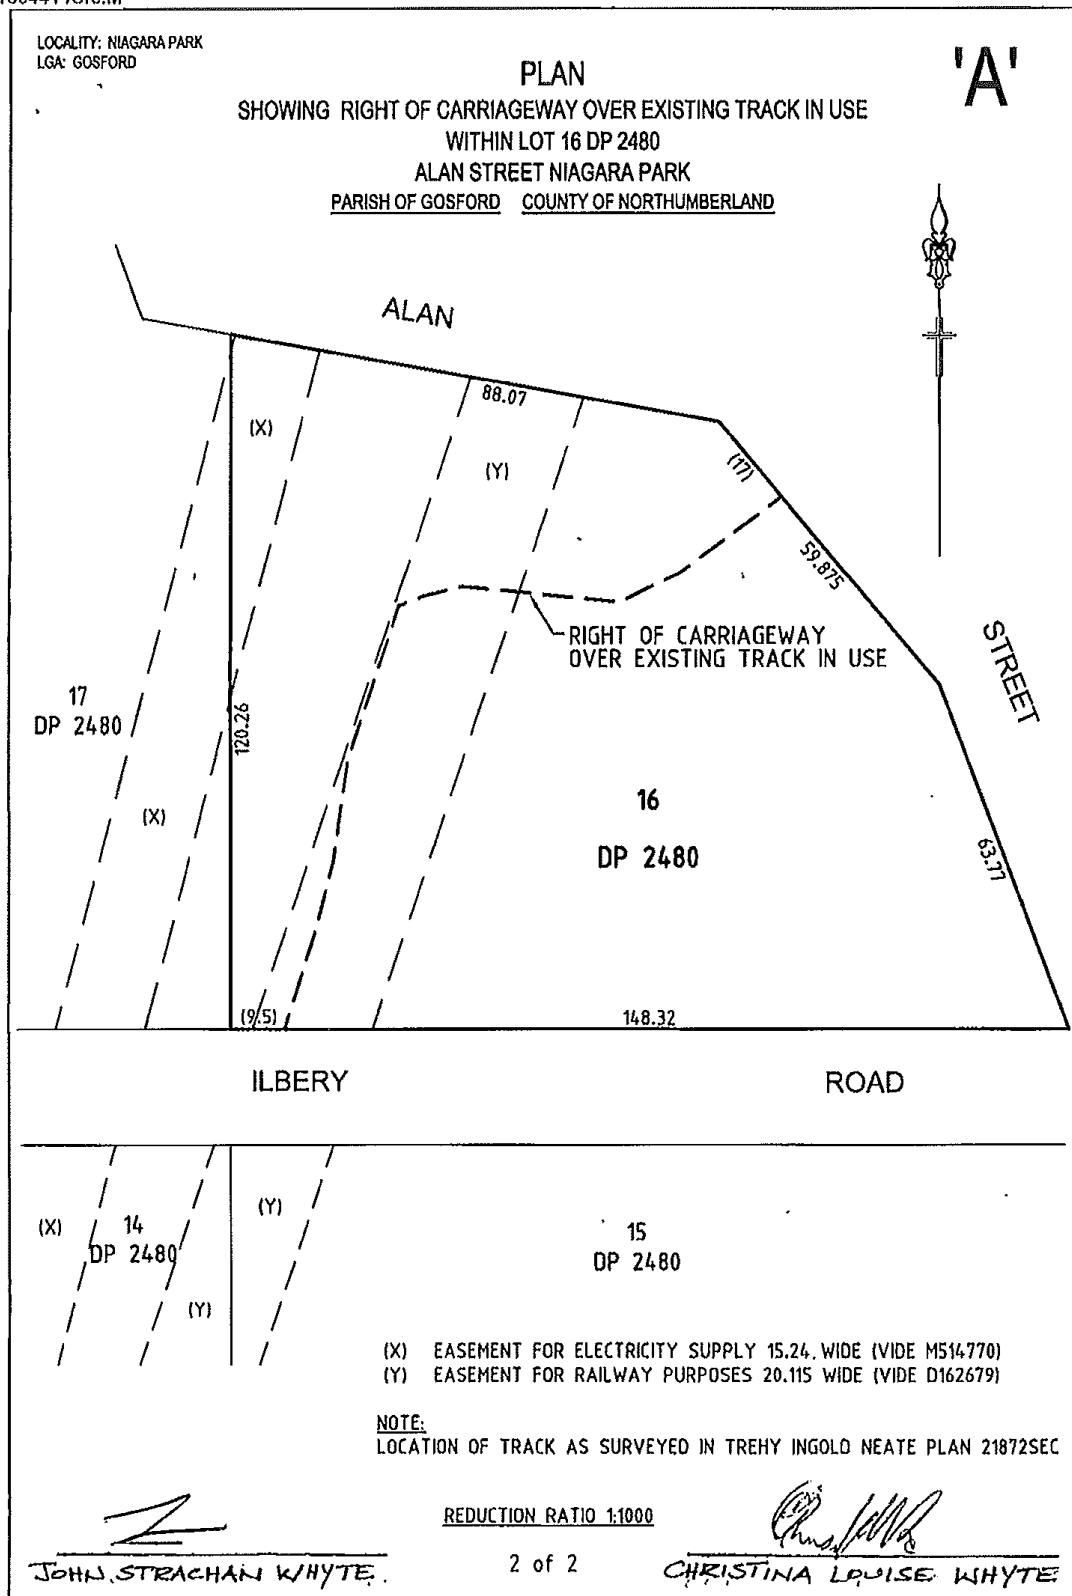 LOCALITY: NIAGARA PARK
LGA: GOSFORD
'A'
PLAN
SHOWING RIGHT OF CARRIAGEWAY OVER EXISTING TRACK IN USE
WITHIN LOT 16 DP 2480
ALAN STREET NIAGARA PARK
PARISH OF GOSFORD COUNTY OF NORTHUMBERLAND
ALAN
88.07
(X)
(Y)
(17)
59.875
RIGHT OF CARRIAGEWAY
OVER EXISTING TRACK IN USE
STREET
17
DP 2480
120.26
(X)
16
DP 2480
63.77
(9.5)
148.32
ILBERY ROAD
(X)
14
DP 2480
(Y)
(Y)
15
DP 2480
(X) EASEMENT FOR ELECTRICITY SUPPLY 15.24. WIDE (VIDE M514770)
(Y) EASEMENT FOR RAILWAY PURPOSES 20.115 WIDE (VIDE D162679)
NOTE:
LOCATION OF TRACK AS SURVEYED IN TREHY INGOLD NEATE PLAN 21872SEC
REDUCTION RATIO 1:1000
JOHN STRACHAN WHYTE.
2 of 2
CHRISTINA LOUISE WHYTE